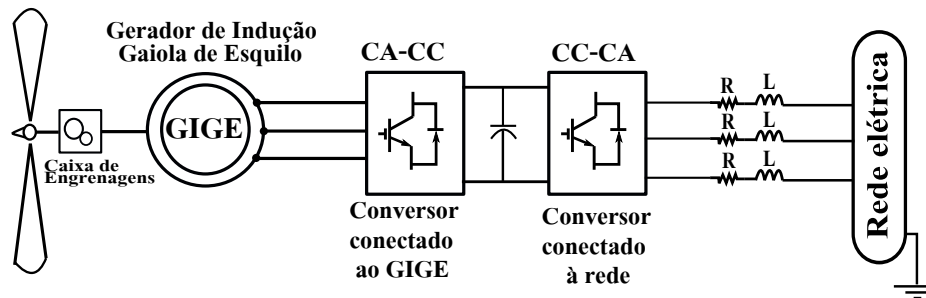 Gerador de Indução
Gaiola de Esquilo
CA-CC
CC-CA
GIGE
Caixa de
Engrenagens
R
L
R
L
R
L
Rede elétrica
Conversor
conectado
ao GIGE
Conversor
conectado
à rede